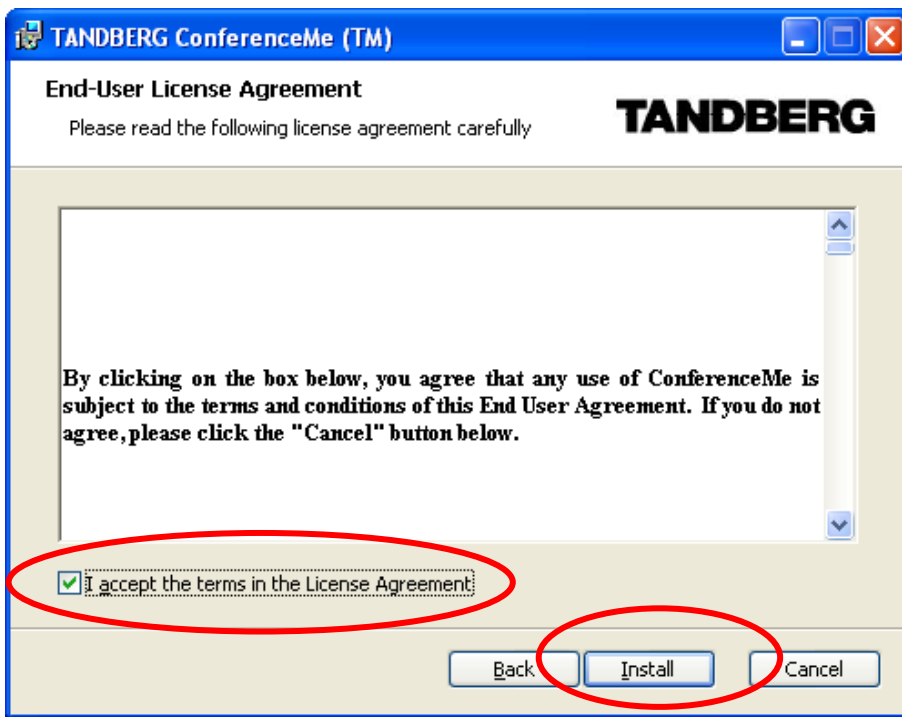 TANDBERG ConferenceMe (TM)
End-User License Agreement
Please read the following license agreement carefully
TANDBERG
By clicking on the box below, you agree that any use of ConferenceMe is
subject to the terms and conditions of this End User Agreement. If you do not
agree, please click the "Cancel" button below.
I accept the terms in the License Agreement
Back Install Cancel